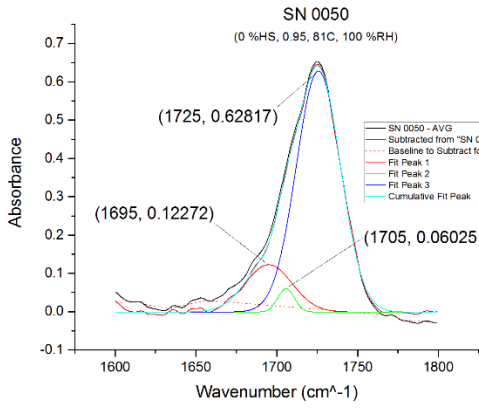 SN 0050
(0 %HS, 0.95, 81C, 100 %RH)
0.7
0.6
0.5
0.4
0.3
0.2
0.1
0.0
-0.1
Absorbance
(1725, 0.62817)
(1695, 0.12272)
(1705, 0.06025)
SN 0050 - AVG
Subtracted from "SN 0
Baseline to Subtract fo
Fit Peak 1
Fit Peak 2
Fit Peak 3
Cumulative Fit Peak
1600
1650
1700
1750
1800
Wavenumber (cm^-1)